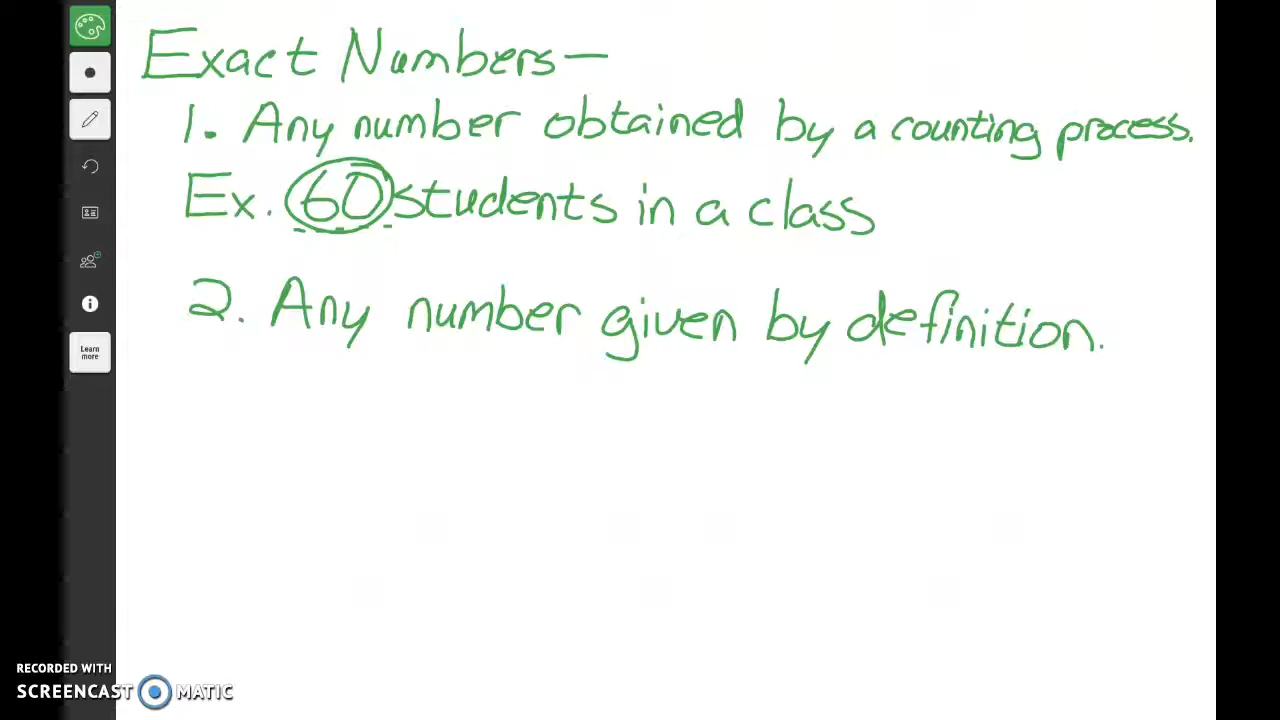 Exact Numbers—
1. Any number obtained by a counting process.
Ex. 60 students in a class
2. Any number given by definition.
Learn
more
RECORDED WITH
SCREENCAST MATIC